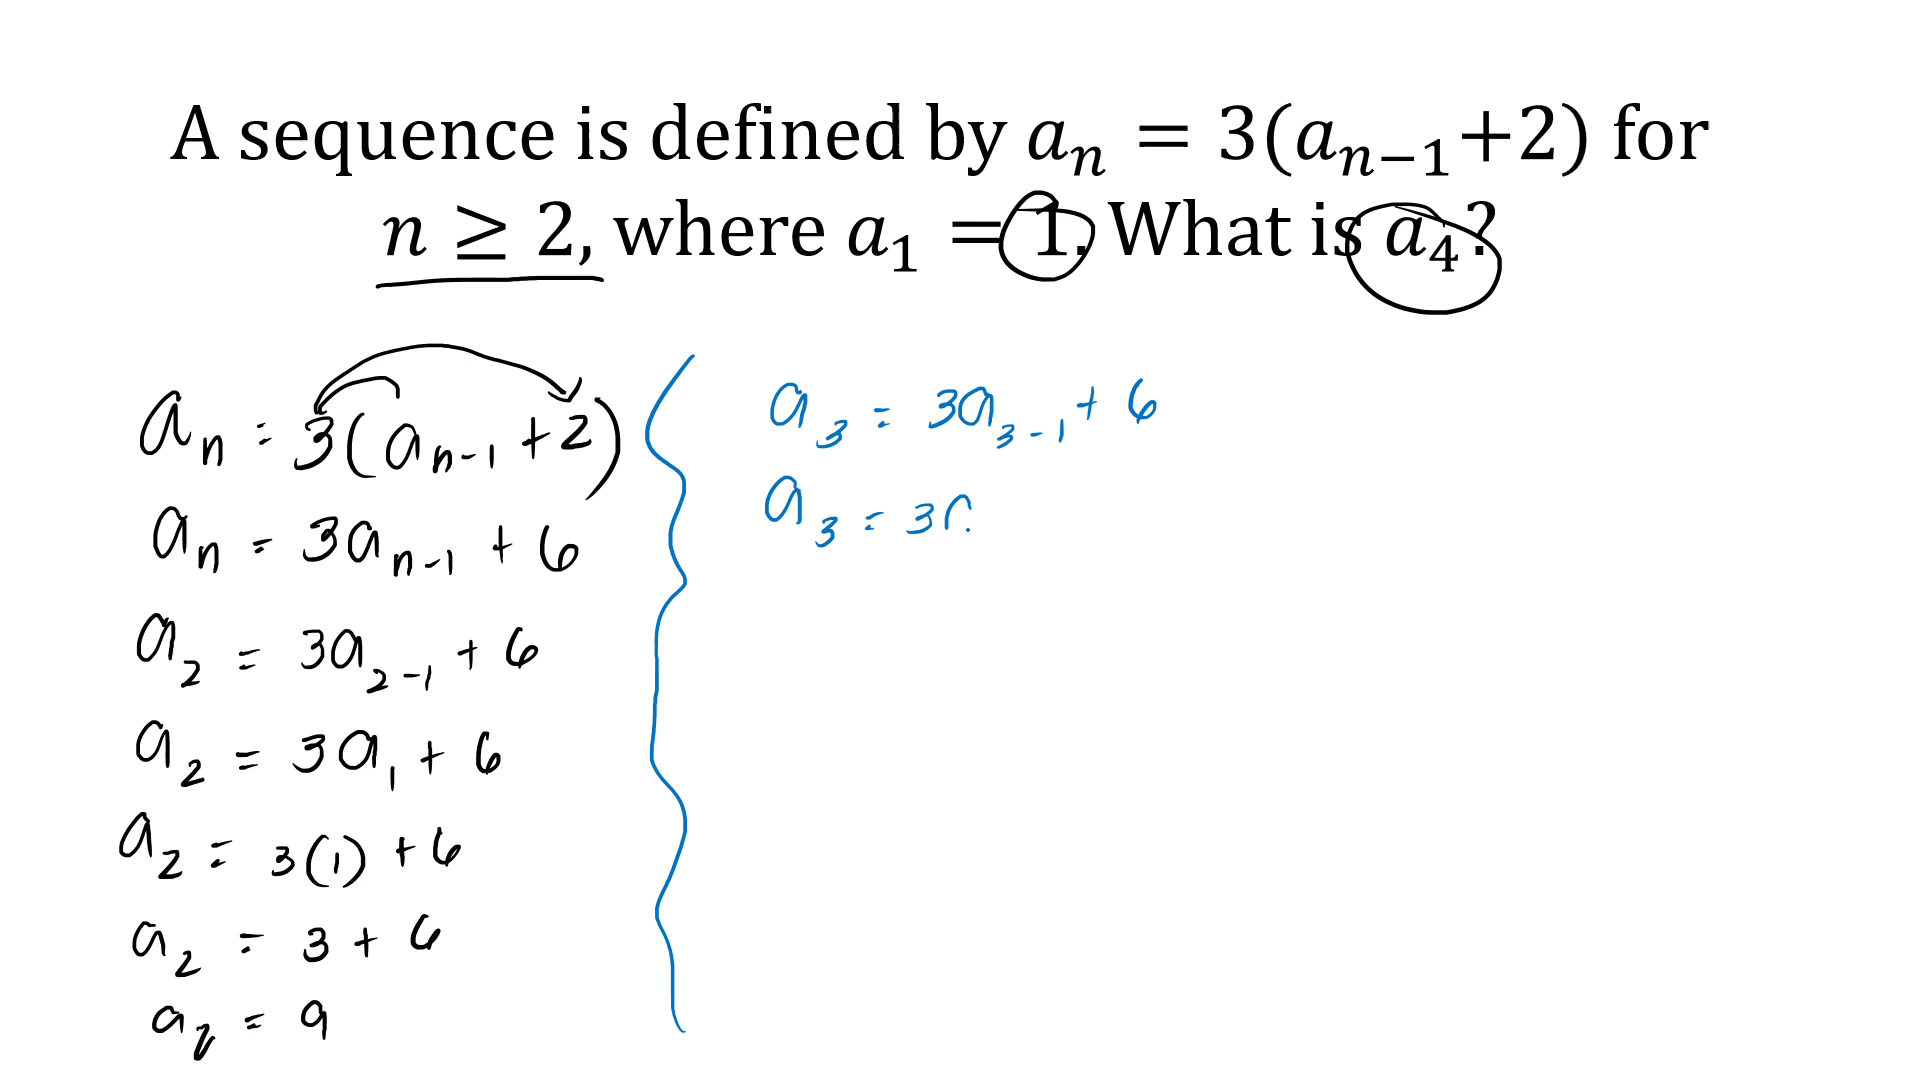 A sequence is defined by aₙ = 3(aₙ₋₁+2) for
n ≥ 2, where a₁ = 1. What is a₄?
aₙ = 3(aₙ₋₁ + 2)
aₙ = 3aₙ₋₁ + 6
a₂ = 3a₂₋₁ + 6
a₂ = 3a₁ + 6
a₂ = 3(1) + 6
a₂ = 3 + 6
a₂ = 9
a₃ = 3a₃₋₁ + 6
a₃ = 3